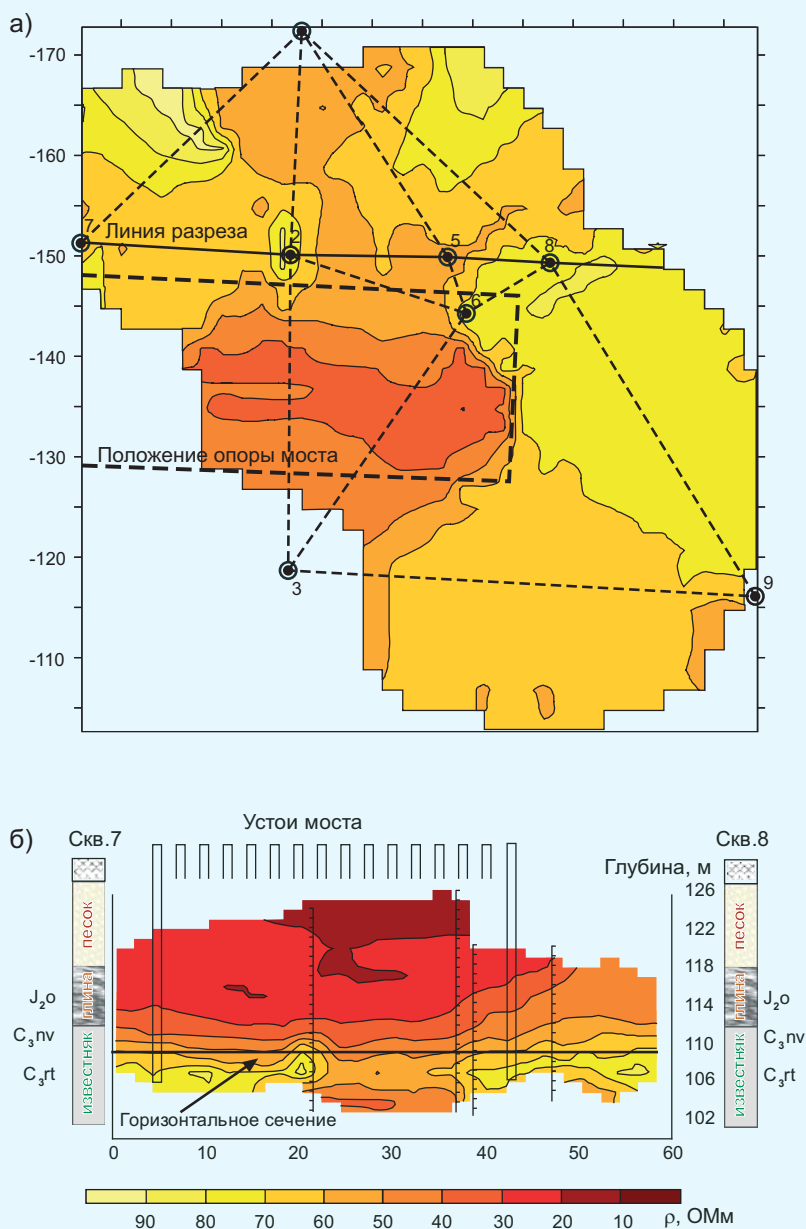 а)
-170
-160
-150
-140
-130
-120
-110
7
Линия разреза
2
5
8
6
Положение опоры моста
3
9
б)
Устои моста
Скв.7
Скв.8
Глубина, м
песок
глина
известняк
J₂o
C₃nv
C₃rt
126
122
118
114
110
106
102
песок
глина
известняк
J₂o
C₃nv
C₃rt
Горизонтальное сечение
0 10 20 30 40 50 60
90 80 70 60 50 40 30 20 10 ρ, ОМм